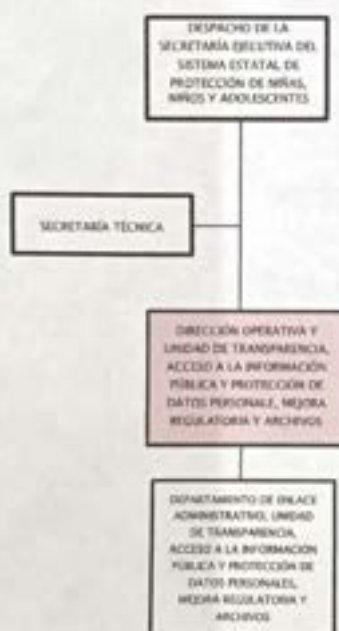 DESPACHO DE LA
SECRETARÍA EJECUTIVA DEL
SISTEMA ESTATAL DE
PROTECCIÓN DE NIÑAS,
NIÑOS Y ADOLESCENTES
SECRETARÍA TÉCNICA
DIRECCIÓN OPERATIVA Y
UNIDAD DE TRANSPARENCIA,
ACCESO A LA INFORMACIÓN
PÚBLICA Y PROTECCIÓN DE
DATOS PERSONALE, MEJORA
REGULATORIA Y ARCHIVOS
DEPARTAMENTO DE ENLACE
ADMINISTRATIVO, UNIDAD
DE TRANSPARENCIA,
ACCESO A LA INFORMACIÓN
PÚBLICA Y PROTECCIÓN DE
DATOS PERSONALES,
MEJORA REGULATORIA Y
ARCHIVOS